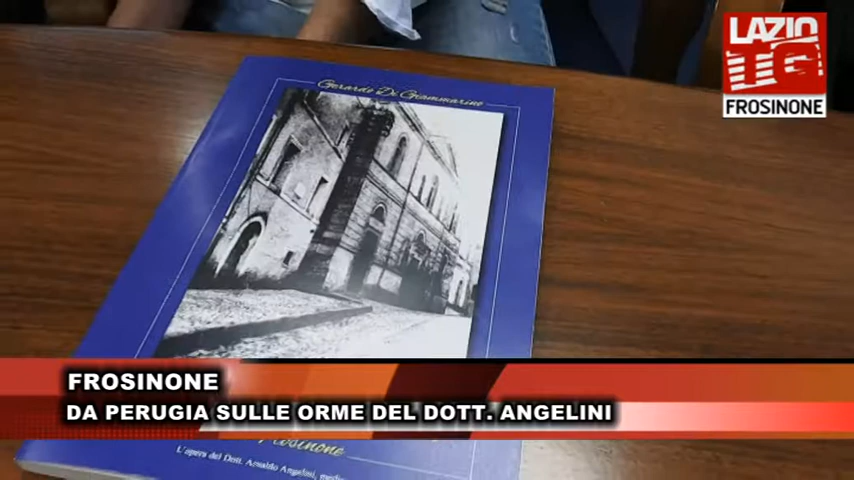 LAZIO
TG
FROSINONE
Gerardo Di Giammarino
FROSINONE
DA PERUGIA SULLE ORME DEL DOTT. ANGELINI
Frosinone
L'opera del Dott. Arnaldo Angelini,